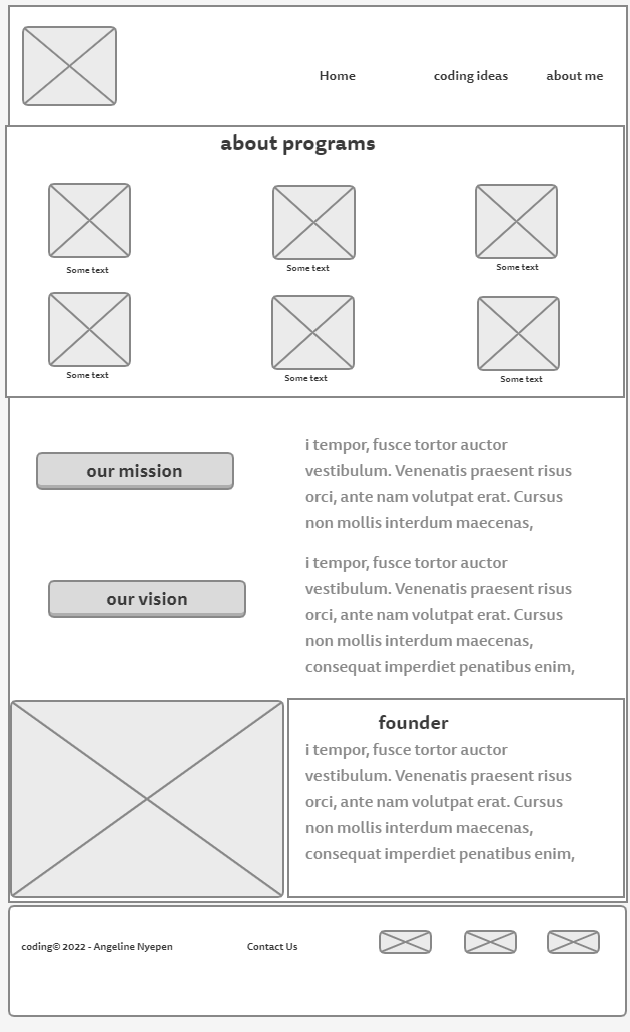 Home coding ideas about me
about programs
Some text Some text Some text
Some text Some text Some text
our mission
i tempor, fusce tortor auctor
vestibulum. Venenatis praesent risus
orci, ante nam volutpat erat. Cursus
non mollis interdum maecenas,
our vision
i tempor, fusce tortor auctor
vestibulum. Venenatis praesent risus
orci, ante nam volutpat erat. Cursus
non mollis interdum maecenas,
consequat imperdiet penatibus enim,
founder
i tempor, fusce tortor auctor
vestibulum. Venenatis praesent risus
orci, ante nam volutpat erat. Cursus
non mollis interdum maecenas,
consequat imperdiet penatibus enim,
coding© 2022 - Angeline Nyepen Contact Us